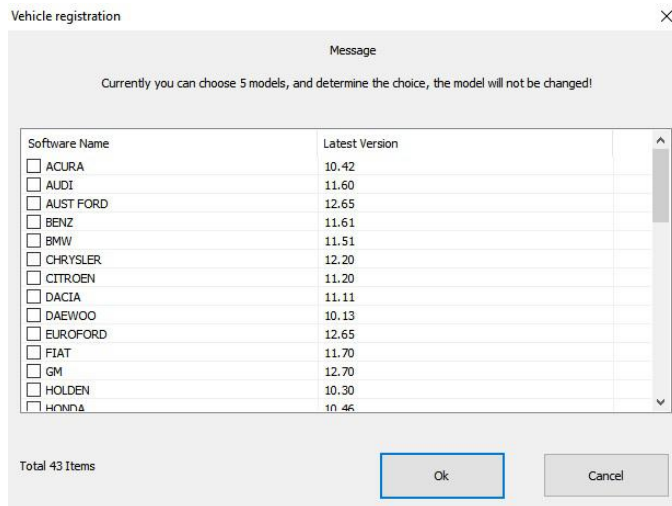 Vehicle registration
Message
Currently you can choose 5 models, and determine the choice, the model will not be changed!
Software Name Latest Version
ACURA 10.42
AUDI 11.60
AUST FORD 12.65
BENZ 11.61
BMW 11.51
CHRYSLER 12.20
CITROEN 11.20
DACIA 11.11
DAEWOO 10.13
EUROFORD 12.65
FIAT 11.70
GM 12.70
HOLDEN 10.30
HONDA 10.46
Total 43 Items
Ok Cancel